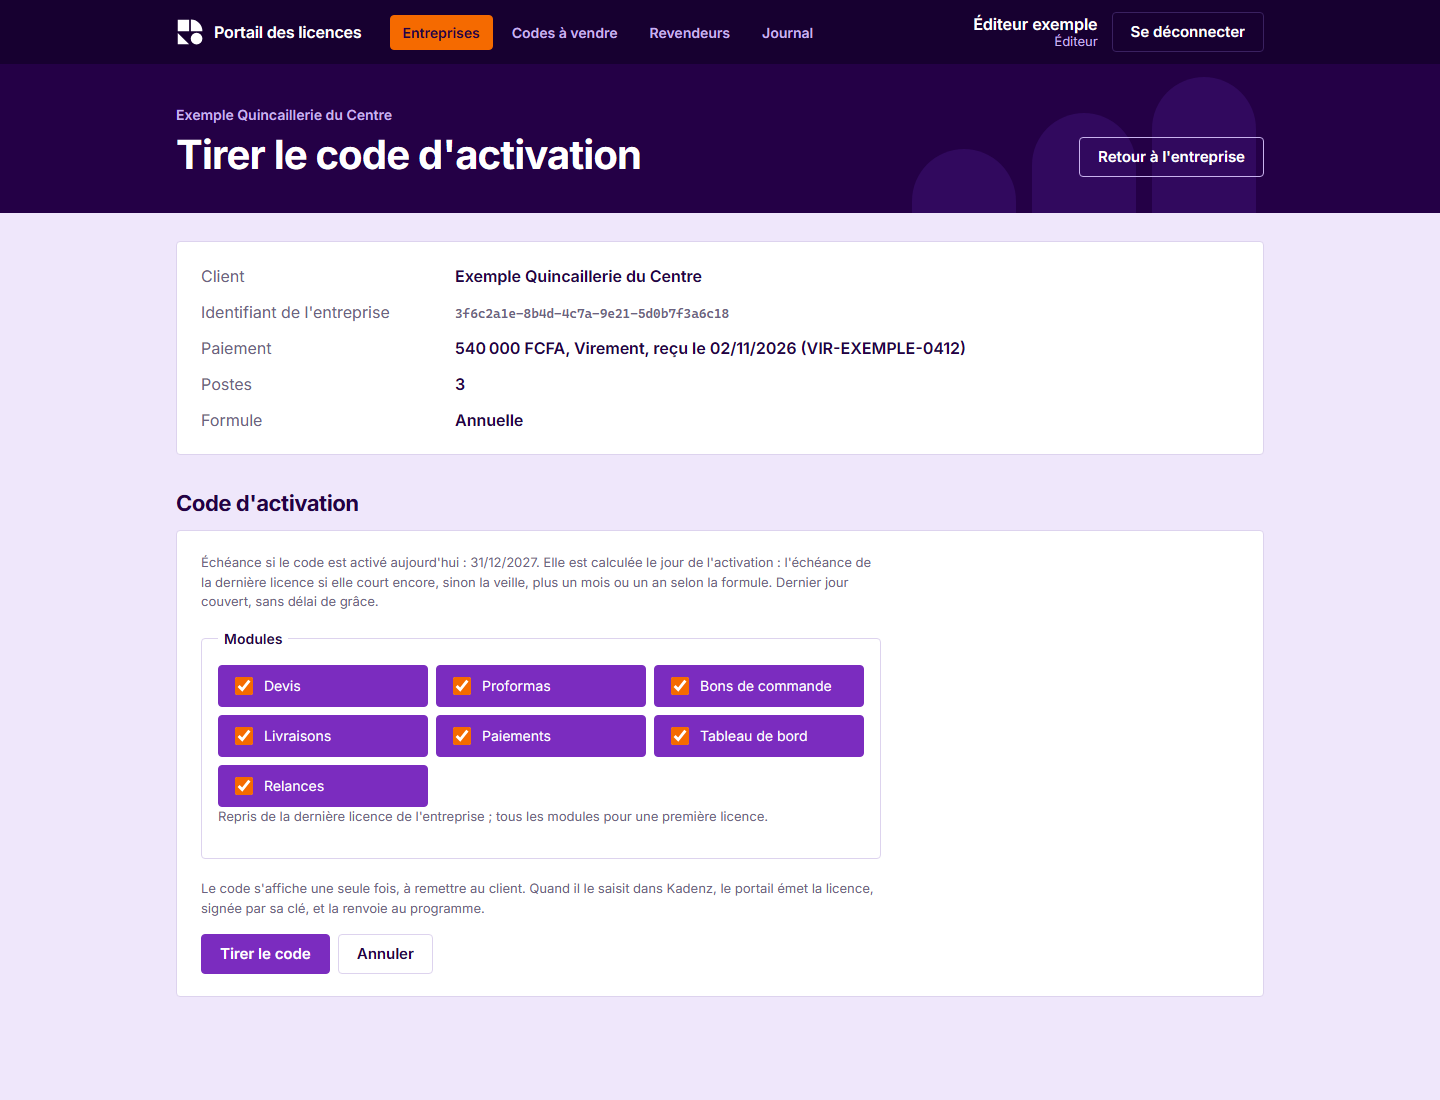 Portail des licences
Entreprises
Codes à vendre
Revendeurs
Journal
Éditeur exemple
Éditeur
Se déconnecter
Exemple Quincaillerie du Centre
Tirer le code d'activation
Retour à l'entreprise
Client
Exemple Quincaillerie du Centre
Identifiant de l'entreprise
3f6c2a1e-8b4d-4c7a-9e21-5d0b7f3a6c18
Paiement
540 000 FCFA, Virement, reçu le 02/11/2026 (VIR-EXEMPLE-0412)
Postes
3
Formule
Annuelle
Code d'activation
Échéance si le code est activé aujourd'hui : 31/12/2027. Elle est calculée le jour de l'activation : l'échéance de
la dernière licence si elle court encore, sinon la veille, plus un mois ou un an selon la formule. Dernier jour
couvert, sans délai de grâce.
Modules
Devis
Proformas
Bons de commande
Livraisons
Paiements
Tableau de bord
Relances
Repris de la dernière licence de l'entreprise ; tous les modules pour une première licence.
Le code s'affiche une seule fois, à remettre au client. Quand il le saisit dans Kadenz, le portail émet la licence,
signée par sa clé, et la renvoie au programme.
Tirer le code
Annuler